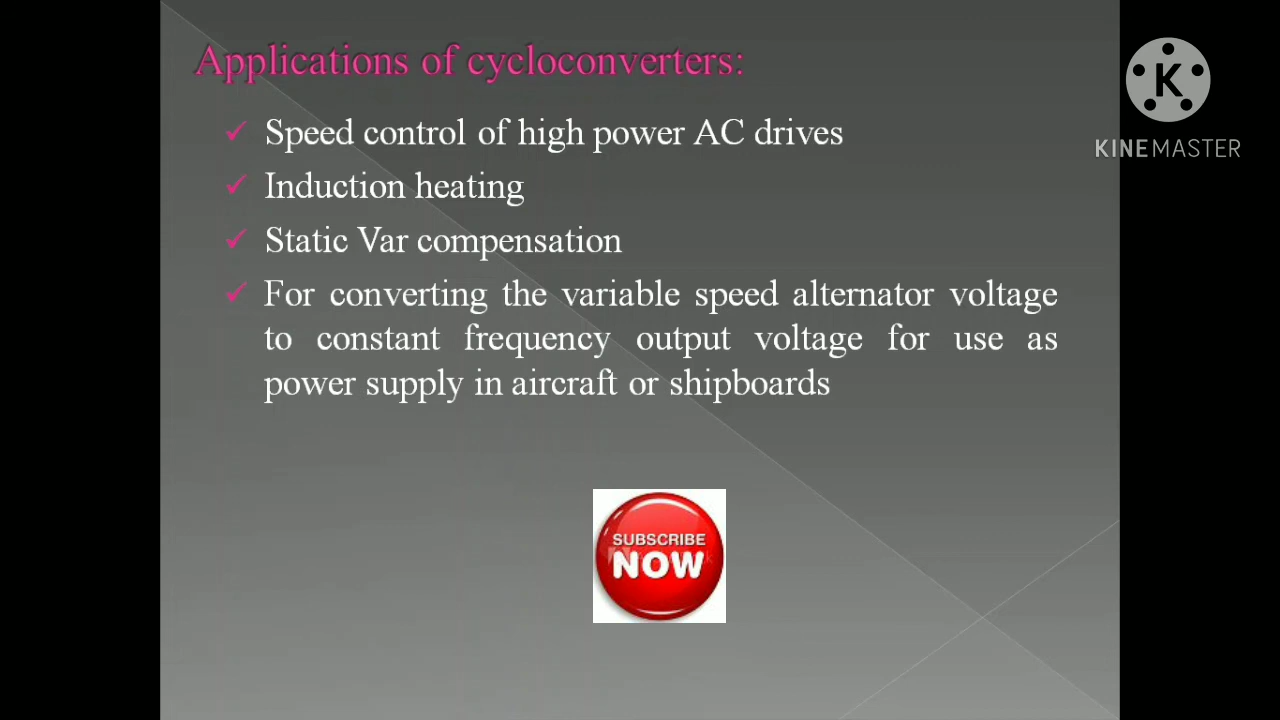 Applications of cycloconverters:
K
KINEMASTER
✓ Speed control of high power AC drives
✓ Induction heating
✓ Static Var compensation
✓ For converting the variable speed alternator voltage
to constant frequency output voltage for use as
power supply in aircraft or shipboards
SUBSCRIBE
NOW